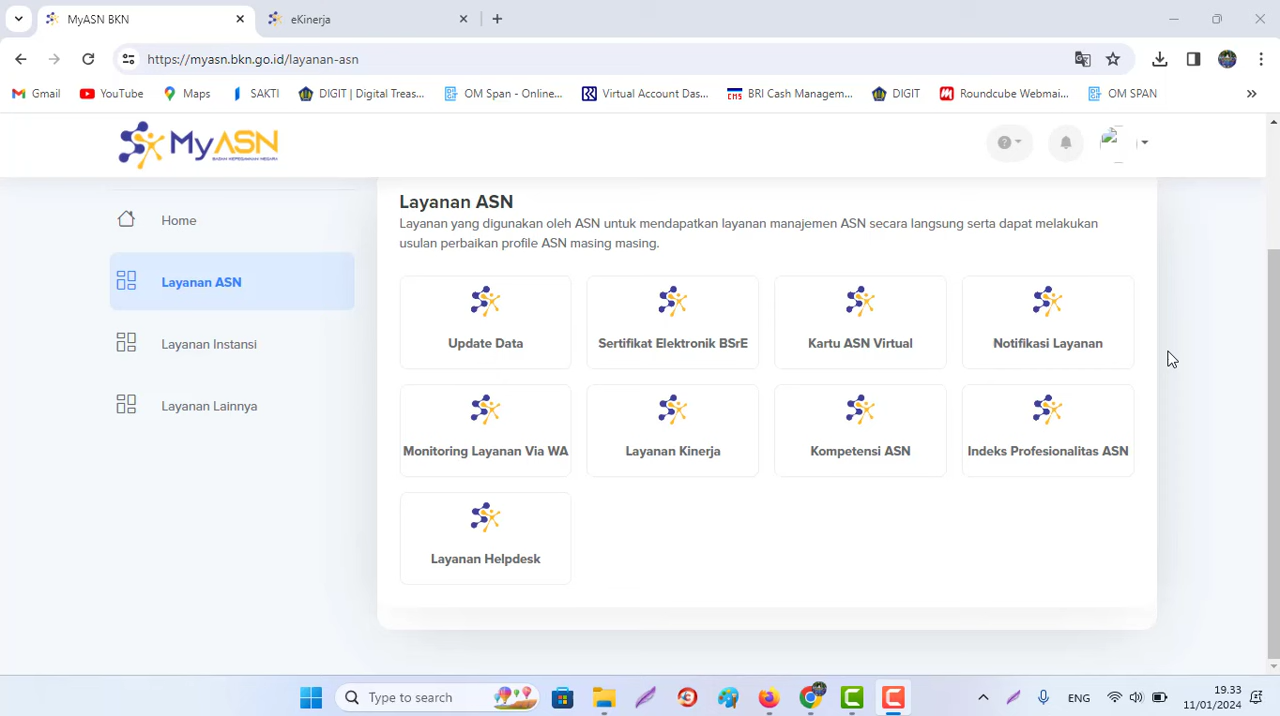 MyASN BKN
eKinerja
https://myasn.bkn.go.id/layanan-asn
Gmail
YouTube
Maps
SAKTI
DIGIT | Digital Treas...
OM Span - Online...
Virtual Account Das...
CMS
BRI Cash Managem...
DIGIT
Roundcube Webmai...
OM SPAN
MyASN
BADAN KEPEGAWAIAN NEGARA
Home
Layanan ASN
Layanan Instansi
Layanan Lainnya
Layanan ASN
Layanan yang digunakan oleh ASN untuk mendapatkan layanan manajemen ASN secara langsung serta dapat melakukan
usulan perbaikan profile ASN masing masing.
Update Data
Sertifikat Elektronik BSrE
Kartu ASN Virtual
Notifikasi Layanan
Monitoring Layanan Via WA
Layanan Kinerja
Kompetensi ASN
Indeks Profesionalitas ASN
Layanan Helpdesk
Type to search
ENG
19.33
11/01/2024